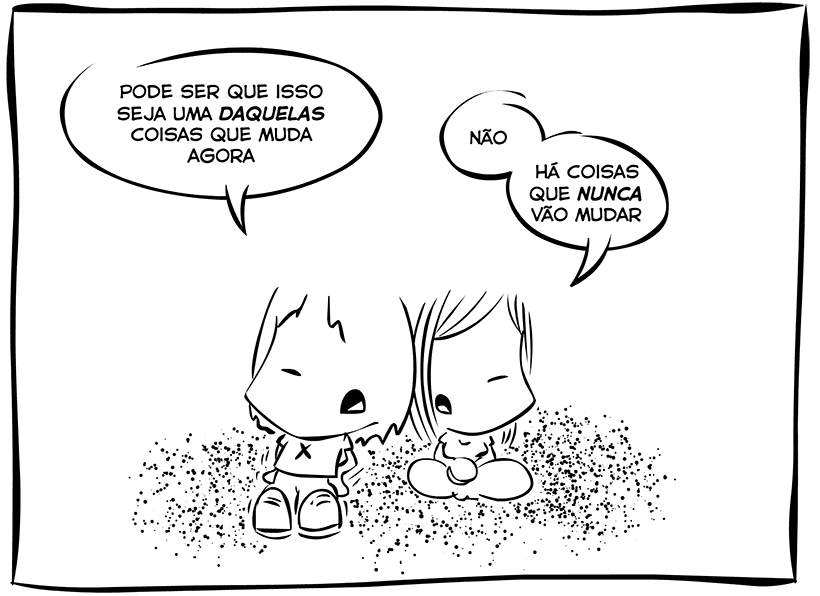 PODE SER QUE ISSO
SEJA UMA DAQUELAS
COISAS QUE MUDA
AGORA
NÃO
HÁ COISAS
QUE NUNCA
VÃO MUDAR
X